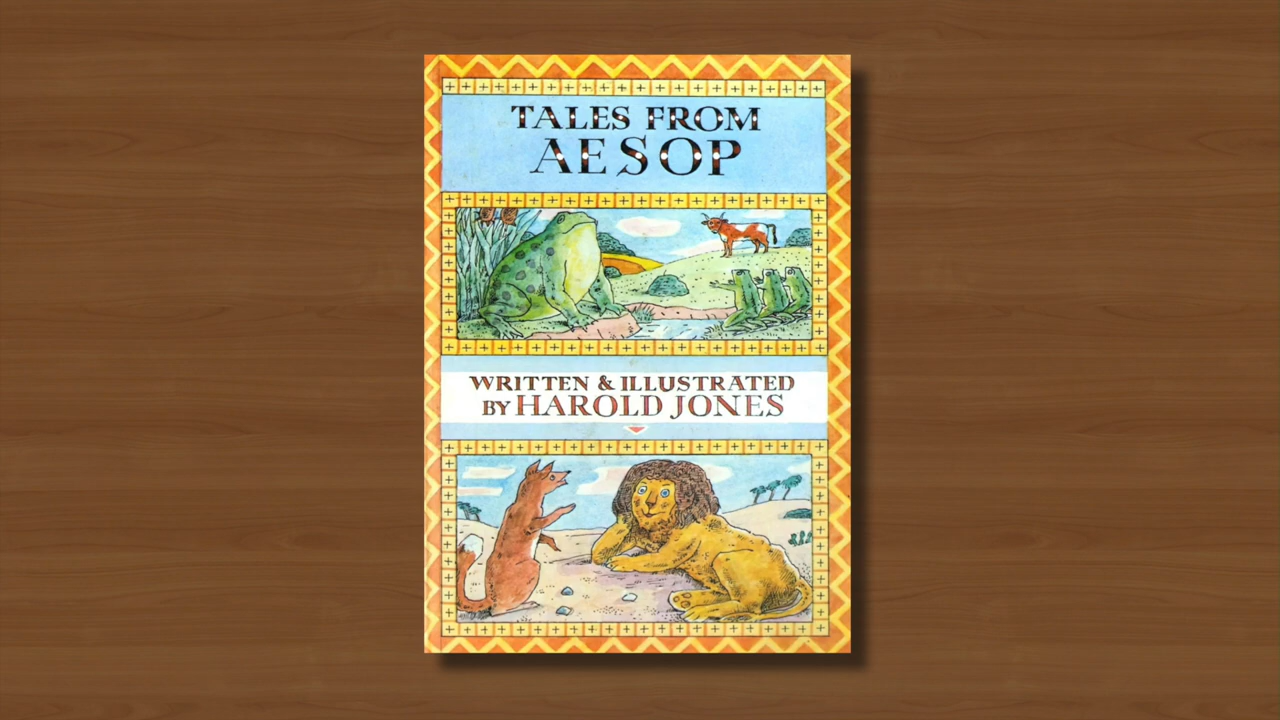 TALES FROM
AESOP
WRITTEN & ILLUSTRATED
BY HAROLD JONES